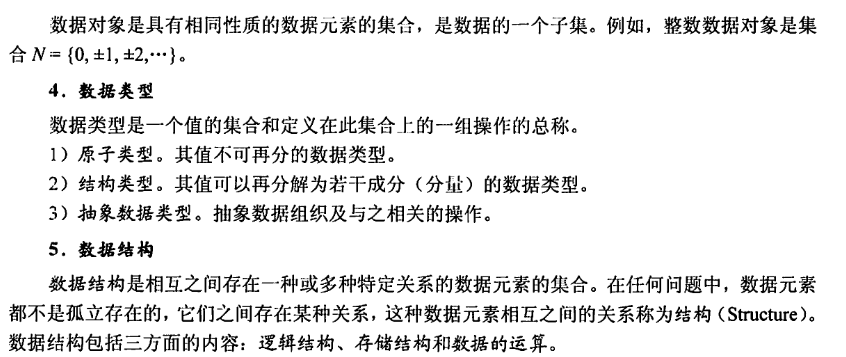 数据对象是具有相同性质的数据元素的集合，是数据的一个子集。例如，整数数据对象是集
合 N = {0, ±1, ±2,…}。
4．数据类型
数据类型是一个值的集合和定义在此集合上的一组操作的总称。
1）原子类型。其值不可再分的数据类型。
2）结构类型。其值可以再分解为若干成分（分量）的数据类型。
3）抽象数据类型。抽象数据组织及与之相关的操作。
5．数据结构
数据结构是相互之间存在一种或多种特定关系的数据元素的集合。在任何问题中，数据元素
都不是孤立存在的，它们之间存在某种关系，这种数据元素相互之间的关系称为结构（Structure）。
数据结构包括三方面的内容：逻辑结构、存储结构和数据的运算。